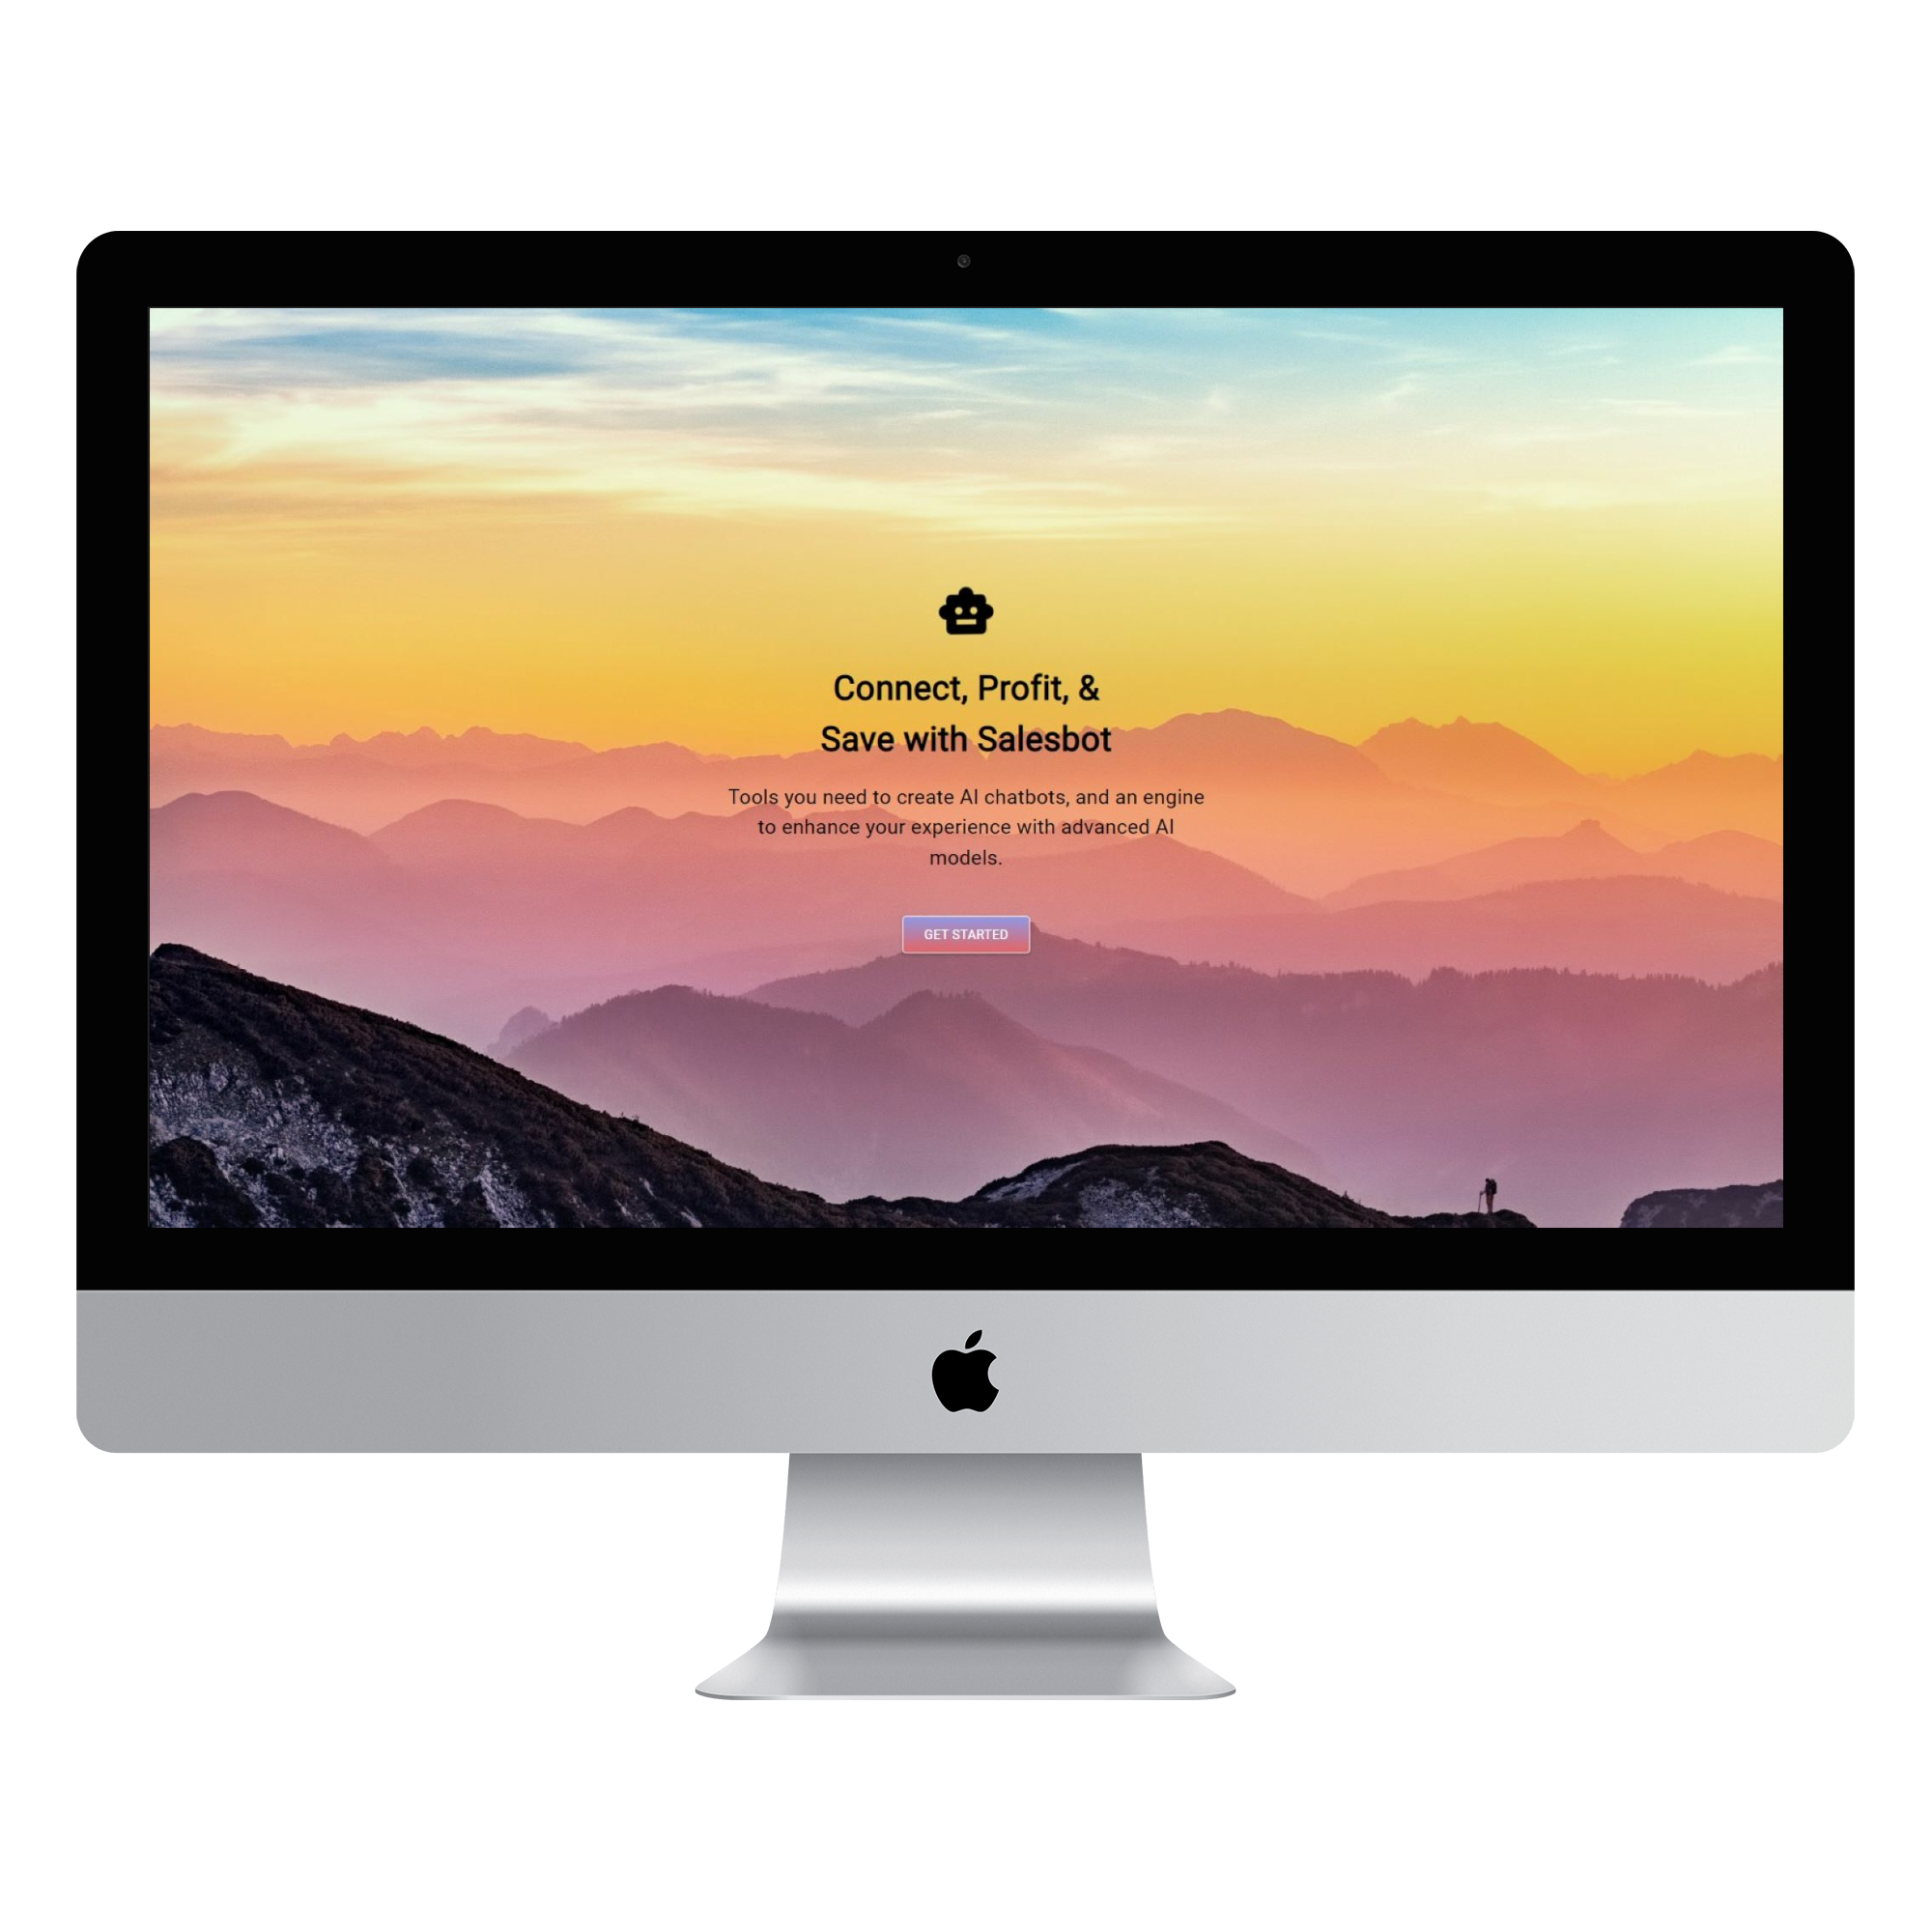 Connect, Profit, &
Save with Salesbot
Tools you need to create AI chatbots, and an engine
to enhance your experience with advanced AI
models.
GET STARTED